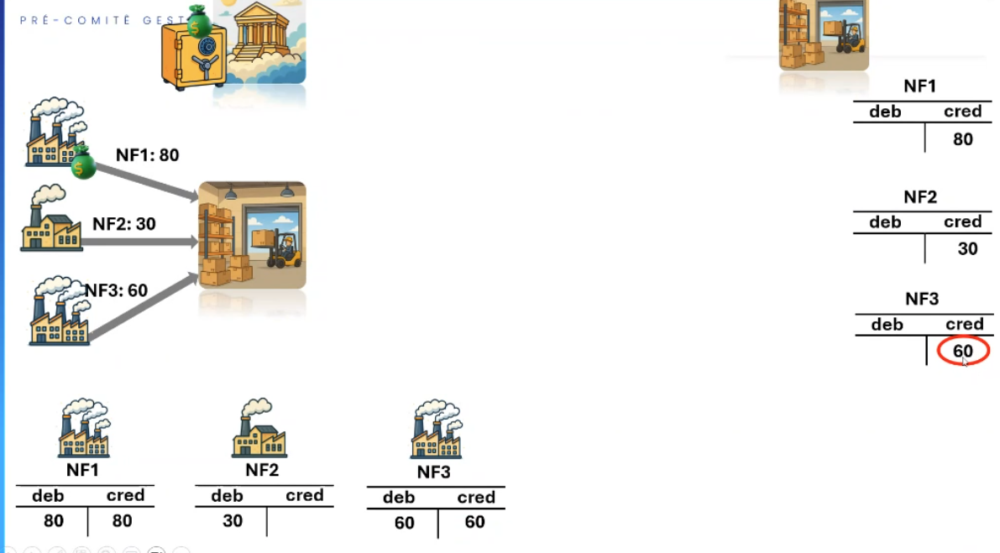 PRÉ-COMITÊ GEST
NF1: 80
NF2: 30
NF3: 60
NF1
deb cred
80
NF2
deb cred
30
NF3
deb cred
60
NF1
deb cred
80 80
NF2
deb cred
30
NF3
deb cred
60 60